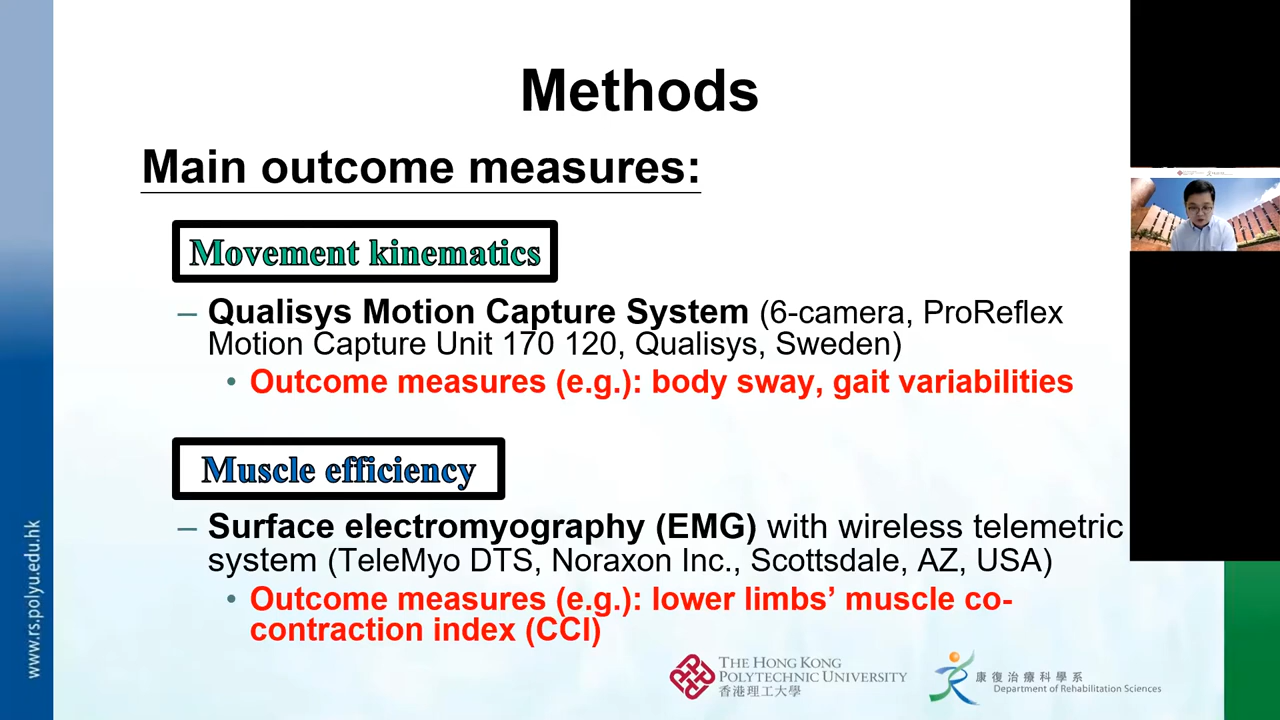 Methods
Main outcome measures:
Movement kinematics
– Qualisys Motion Capture System (6-camera, ProReflex
Motion Capture Unit 170 120, Qualisys, Sweden)
• Outcome measures (e.g.): body sway, gait variabilities
Muscle efficiency
– Surface electromyography (EMG) with wireless telemetric
system (TeleMyo DTS, Noraxon Inc., Scottsdale, AZ, USA)
• Outcome measures (e.g.): lower limbs’ muscle co-
contraction index (CCI)
www.rs.polyu.edu.hk
THE HONG KONG
POLYTECHNIC UNIVERSITY
香港理工大學
康復治療科學系
Department of Rehabilitation Sciences